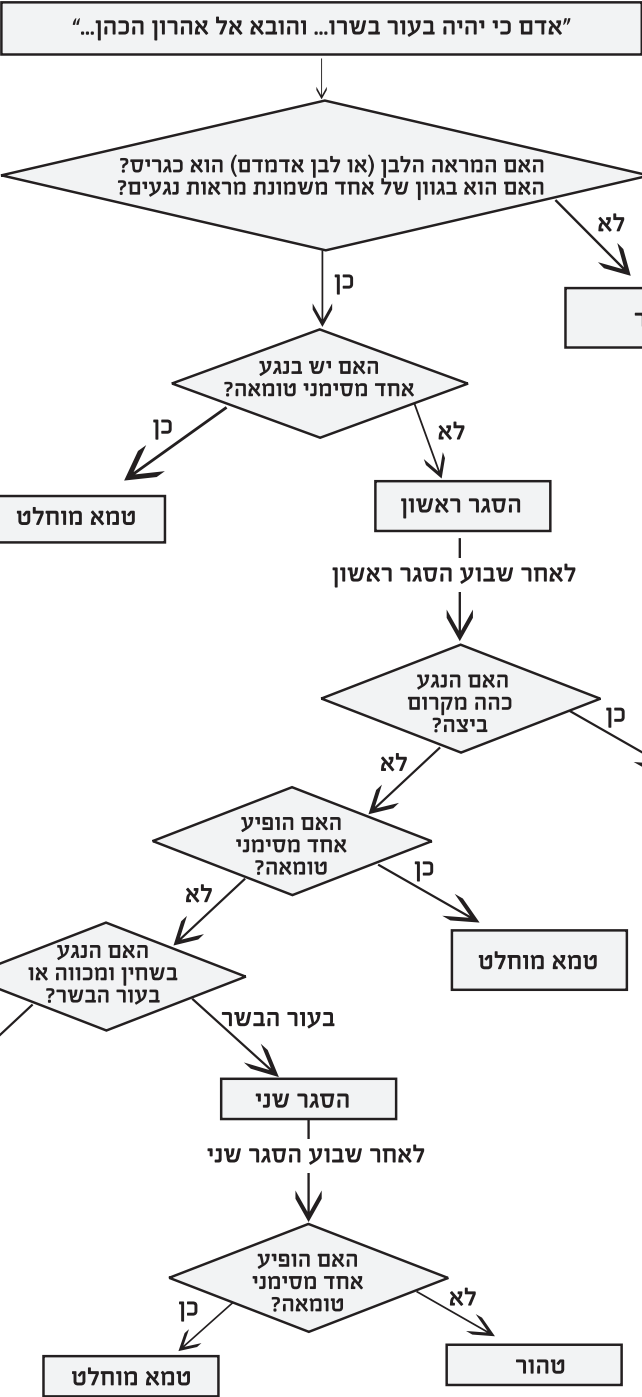 "אדם כי יהיה בעור בשרו... והובא אל אהרון הכהן..."
האם המראה הלבן (או לבן אדמדם) הוא כגריס?
האם הוא בגוון של אחד משמונת מראות נגעים?
לא
כן
האם יש בנגע
אחד מסימני טומאה?
כן
לא
טמא מוחלט
הסגר ראשון
לאחר שבוע הסגר ראשון
האם הנגע
כהה מקרום
ביצה?
כן
לא
האם הופיע
אחד מסימני
טומאה?
כן
לא
טמא מוחלט
האם הנגע
בשחין ומכווה או
בעור הבשר?
בעור הבשר
הסגר שני
לאחר שבוע הסגר שני
האם הופיע
אחד מסימני
טומאה?
לא
כן
טהור
טמא מוחלט